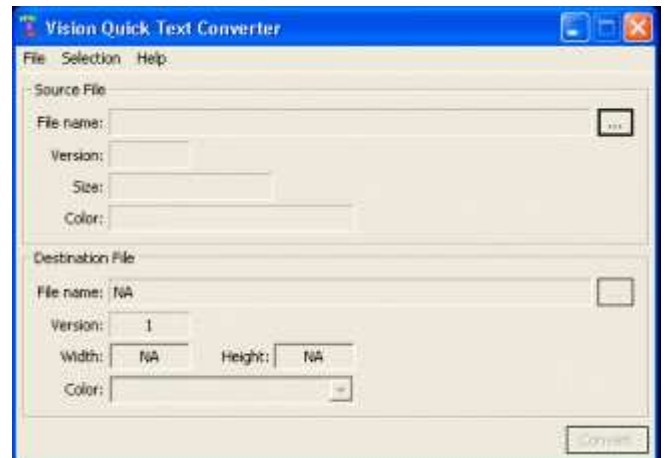 Vision Quick Text Converter
File Selection Help
Source File
File name: ...
Version:
Size:
Color:
Destination File
File name: NA ...
Version: 1
Width: NA Height: NA
Color:
Convert